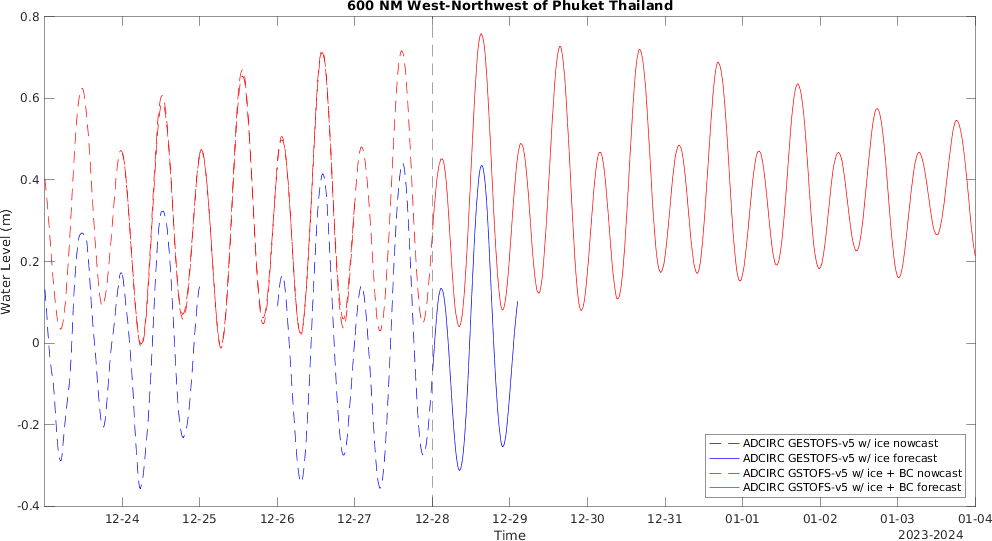 600 NM West-Northwest of Phuket Thailand
0.8
0.6
0.4
0.2
0
-0.2
-0.4
Water Level (m)
ADCIRC GESTOFS-v5 w/ ice nowcast
ADCIRC GESTOFS-v5 w/ ice forecast
ADCIRC GSTOFS-v5 w/ ice + BC nowcast
ADCIRC GSTOFS-v5 w/ ice + BC forecast
12-24 12-25 12-26 12-27 12-28 12-29 12-30 12-31 01-01 01-02 01-03 01-04
Time
2023-2024